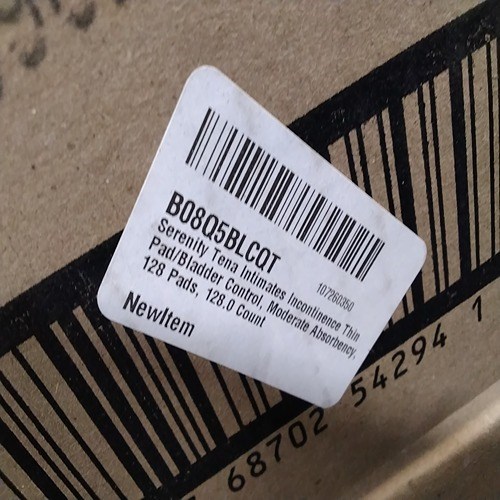 B08Q5BLCQT
107260350
Serenity Tena Intimates Incontinence Thin
Pad/Bladder Control, Moderate Absorbency,
128 Pads, 128.0 Count
NewItem
68702 54294 1